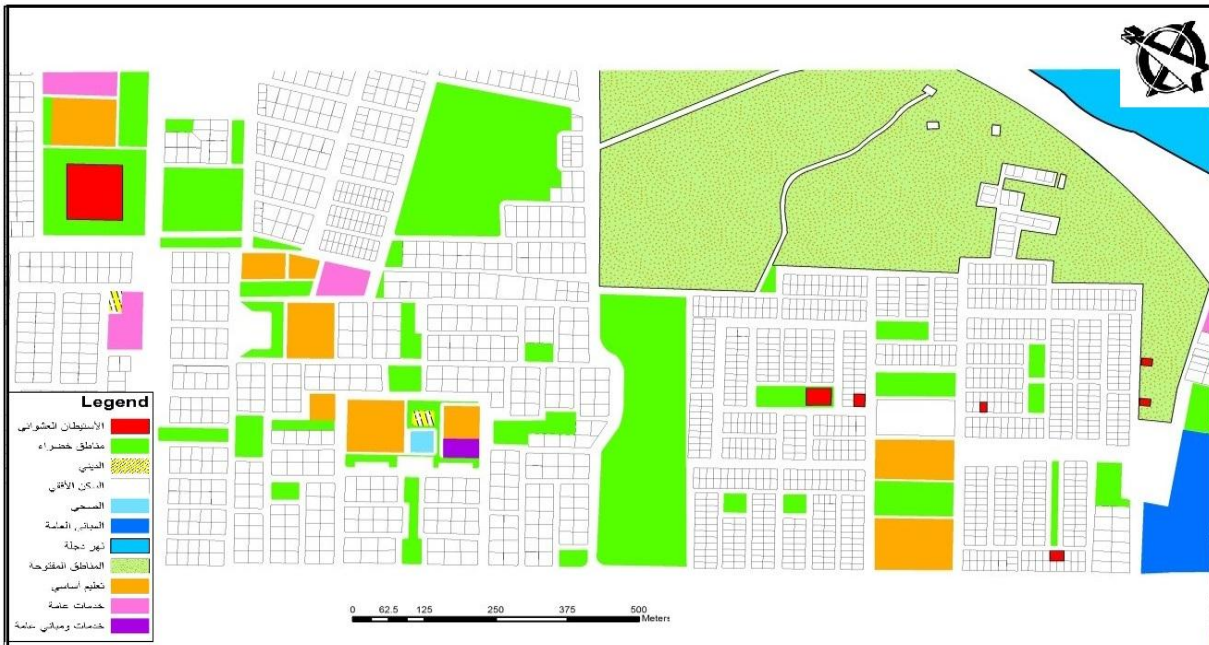 N
Legend
الاستيطان العشوائي
مناطق خضراء
الديني
السكن الأفقي
الصحي
المباني العامة
نهر دجلة
المناطق المفتوحة
تعليم أساسي
خدمات عامة
خدمات ومباني عامة
0 62.5 125 250 375 500
Meters